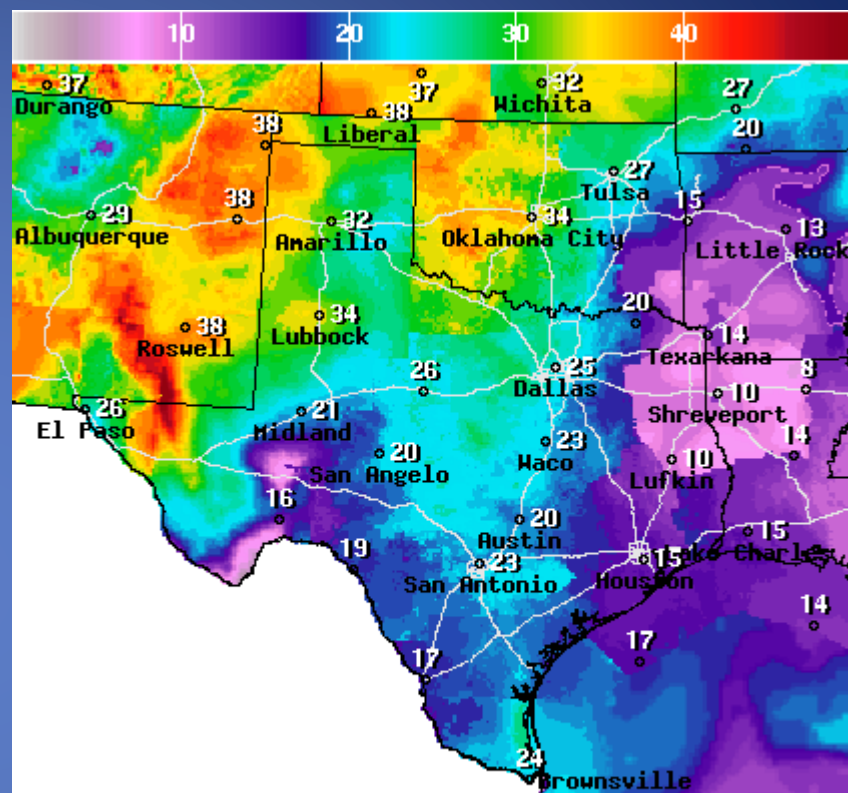 10 20 30 40
37 Durango
37
38 Liberal
32 Wichita
27
20
38
29 Albuquerque
38
32 Amarillo
34 Oklahoma City
27 Tulsa
15
13 Little Rock
38 Roswell
34 Lubbock
20
14 Texarkana
26 El Paso
21 Midland
26
25 Dallas
10 Shreveport
8
20 San Angelo
23 Waco
10 Lufkin
14
16
19
20 Austin
23 San Antonio
15 Houston
15 Lake Charles
14
17
17
24 Brownsville